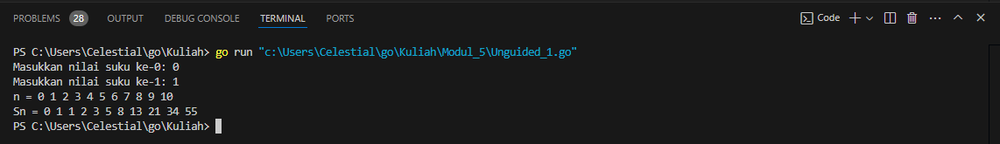 PROBLEMS 28 OUTPUT DEBUG CONSOLE TERMINAL PORTS Code
PS C:\Users\Celestial\go\Kuliah> go run "c:\Users\Celestial\go\Kuliah\Modul_5\Unguided_1.go"
Masukkan nilai suku ke-0: 0
Masukkan nilai suku ke-1: 1
n = 0 1 2 3 4 5 6 7 8 9 10
Sn = 0 1 1 2 3 5 8 13 21 34 55
PS C:\Users\Celestial\go\Kuliah>